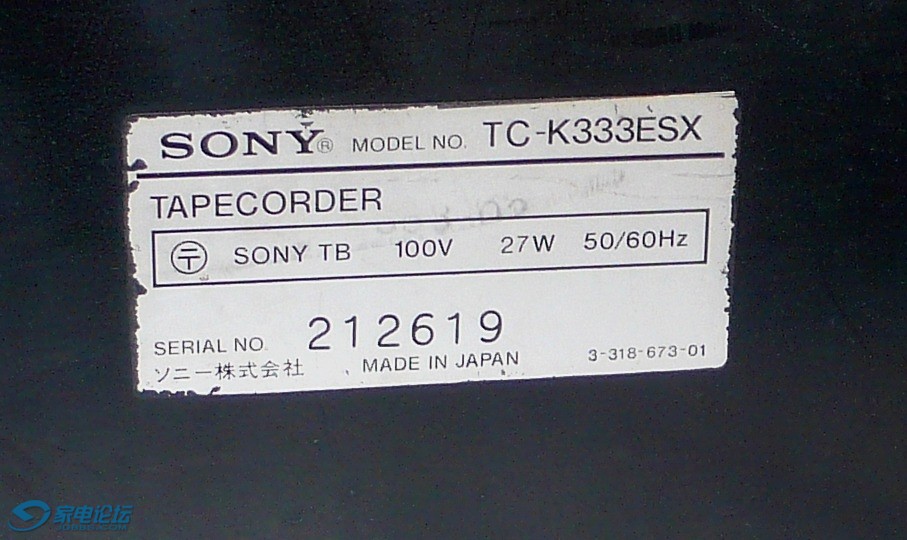 SONY® MODEL NO. TC-K333ESX
TAPECORDER
〒 SONY TB 100V 27W 50/60Hz
SERIAL NO. 212619
ソニー株式会社 MADE IN JAPAN 3-318-673-01
家电论坛